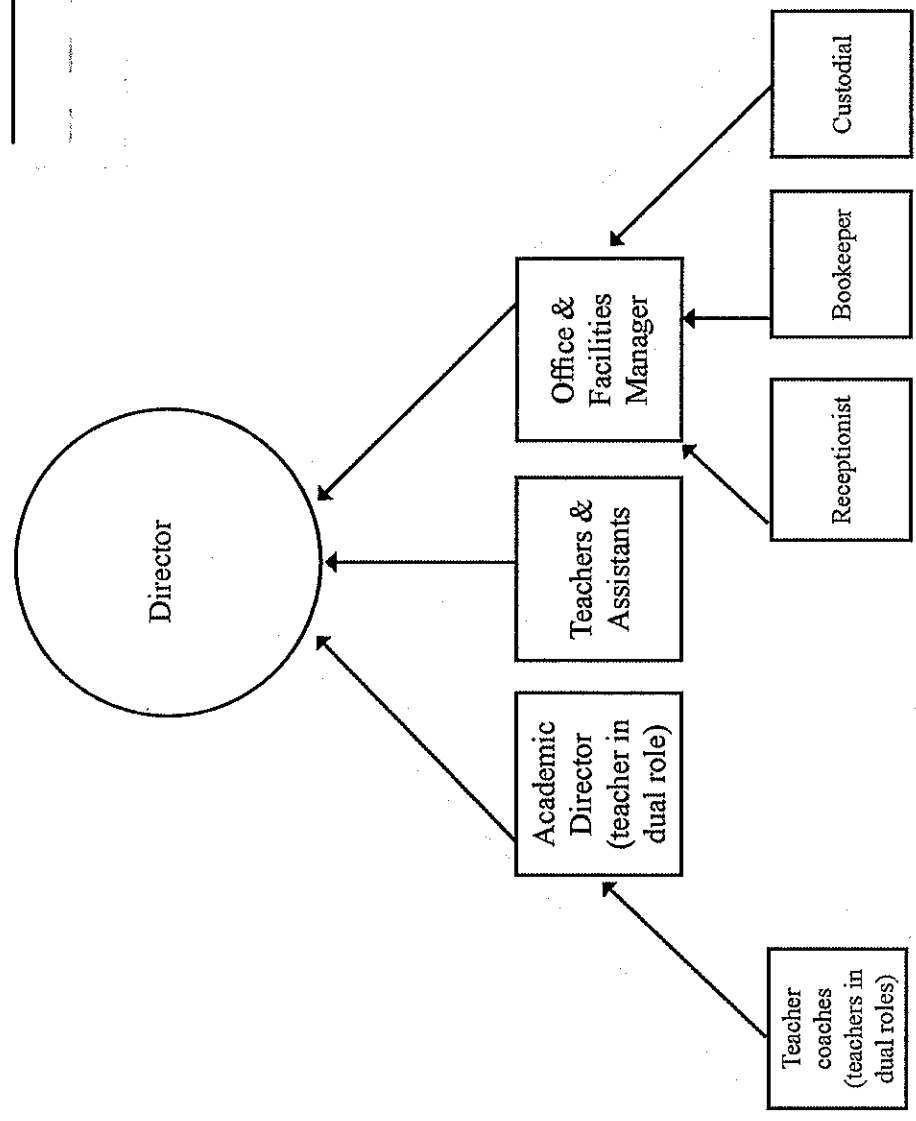 Director
Academic
Director
(teacher in
dual role)
Teachers &
Assistants
Office &
Facilities
Manager
Teacher
coaches
(teachers in
dual roles)
Receptionist
Bookeeper
Custodial